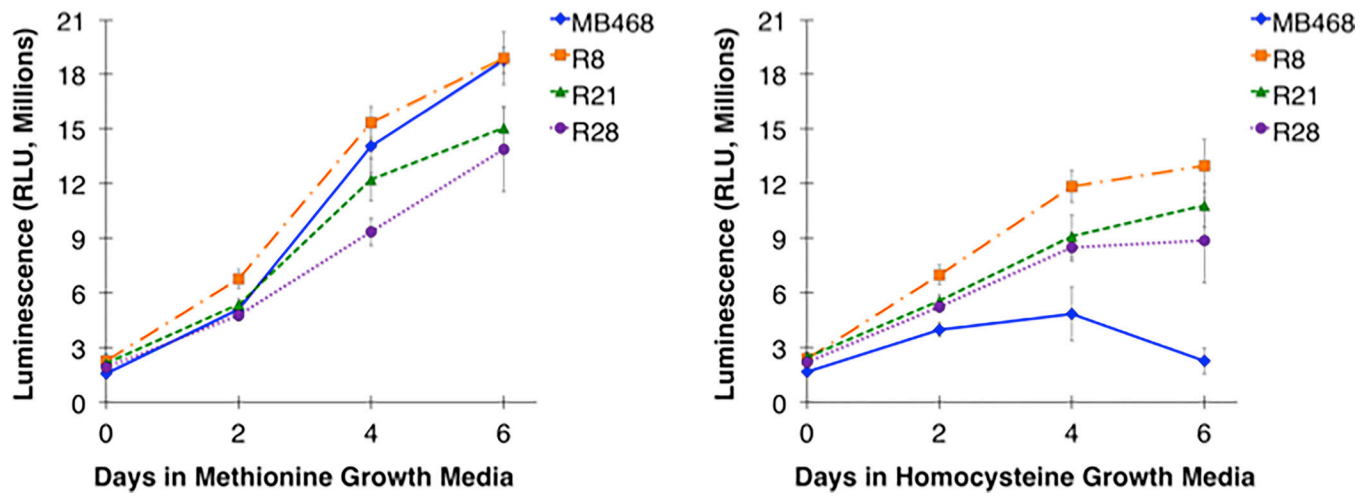 Luminescence (RLU, Millions)
21
18
15
12
9
6
3
0
0 2 4 6
Days in Methionine Growth Media
MB468
R8
R21
R28
Luminescence (RLU, Millions)
21
18
15
12
9
6
3
0
0 2 4 6
Days in Homocysteine Growth Media
MB468
R8
R21
R28